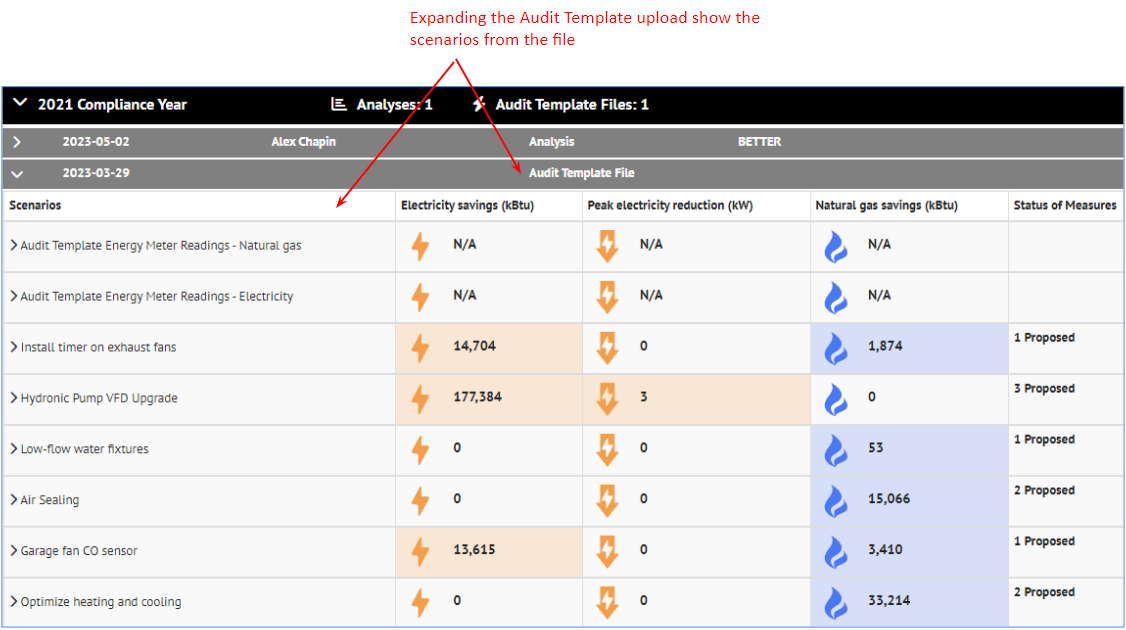 Expanding the Audit Template upload show the
scenarios from the file
2021 Compliance Year Analyses: 1 Audit Template Files: 1
2023-05-02 Alex Chapin Analysis BETTER
2023-03-29 Audit Template File
Scenarios Electricity savings (kBtu) Peak electricity reduction (kW) Natural gas savings (kBtu) Status of Measures
Audit Template Energy Meter Readings - Natural gas N/A N/A N/A
Audit Template Energy Meter Readings - Electricity N/A N/A N/A
Install timer on exhaust fans 14,704 0 1,874 1 Proposed
Hydronic Pump VFD Upgrade 177,384 3 0 3 Proposed
Low-flow water fixtures 0 0 53 1 Proposed
Air Sealing 0 0 15,066 2 Proposed
Garage fan CO sensor 13,615 0 3,410 1 Proposed
Optimize heating and cooling 0 0 33,214 2 Proposed